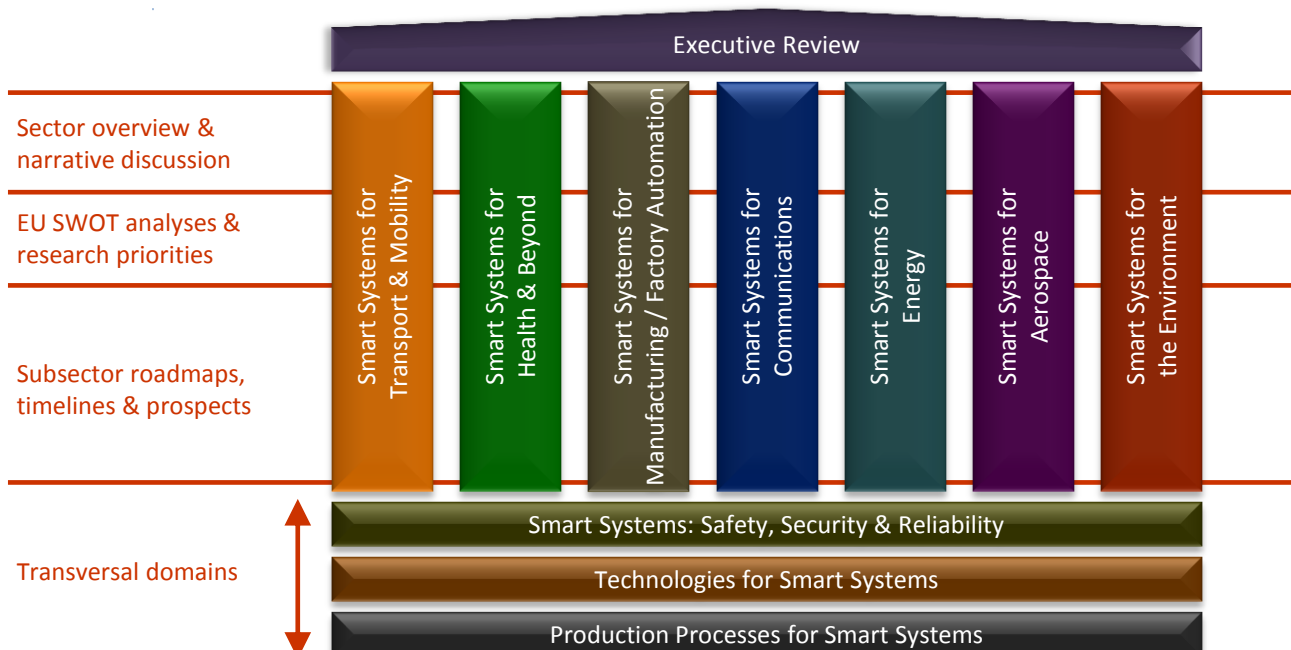 Executive Review
Sector overview &
narrative discussion
EU SWOT analyses &
research priorities
Subsector roadmaps,
timelines & prospects
Smart Systems for
Transport & Mobility
Smart Systems for
Health & Beyond
Smart Systems for
Manufacturing / Factory Automation
Smart Systems for
Communications
Smart Systems for
Energy
Smart Systems for
Aerospace
Smart Systems for
the Environment
Transversal domains
Smart Systems: Safety, Security & Reliability
Technologies for Smart Systems
Production Processes for Smart Systems